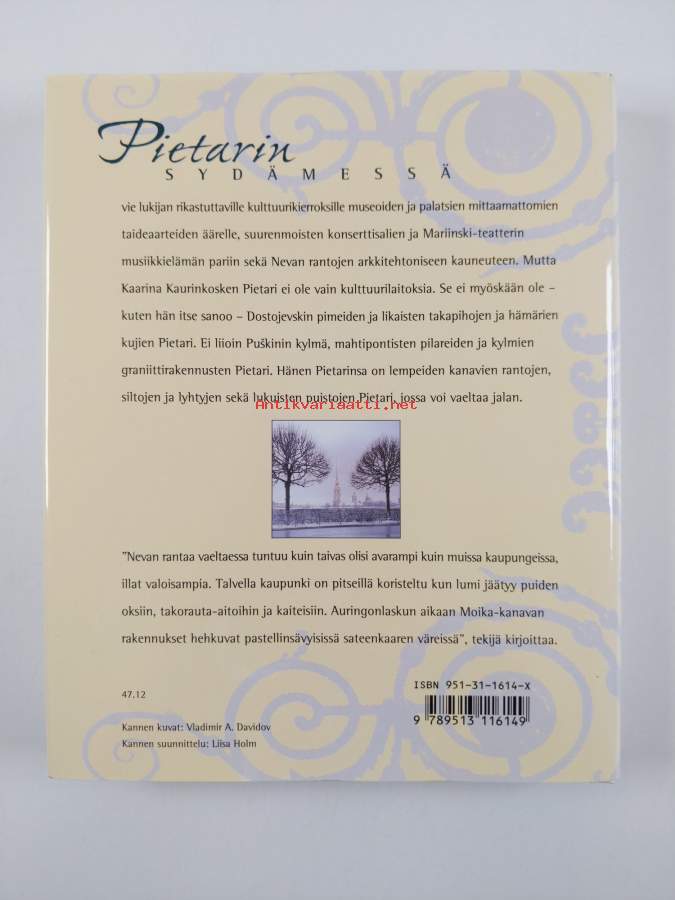 Pietarin
SYDÄMESSÄ
vie lukijan rikastuttaville kulttuurikierroksille museoiden ja palatsien mittaamattomien
taideaarteiden äärelle, suurenmoisten konserttisalien ja Mariinski-teatterin
musiikkielämän pariin sekä Nevan rantojen arkkitehtoniseen kauneuteen. Mutta
Kaarina Kaurinkosken Pietari ei ole vain kulttuurilaitoksia. Se ei myöskään ole –
kuten hän itse sanoo – Dostojevskin pimeiden ja likaisten takapihojen ja hämärien
kujien Pietari. Ei liioin Puškinin kylmä, mahtipontisten pilareiden ja kylmien
graniittirakennusten Pietari. Hänen Pietarinsa on lempeiden kanavien rantojen,
siltojen ja lyhtyjen sekä lukuisten puistojen Pietari, jossa voi vaeltaa jalan.
Antikvariaatti.net
"Nevan rantaa vaeltaessa tuntuu kuin taivas olisi avarampi kuin muissa kaupungeissa,
illat valoisampia. Talvella kaupunki on pitseillä koristeltu kun lumi jäätyy puiden
oksiin, takorauta-aitoihin ja kaiteisiin. Auringonlaskun aikaan Moika-kanavan
rakennukset hehkuvat pastellinsävyisissä sateenkaaren väreissä", tekijä kirjoittaa.
ISBN 951-31-1614-X
47.12
9 789513 116149
Kannen kuvat: Vladimir A. Davidov
Kannen suunnittelu: Liisa Holm